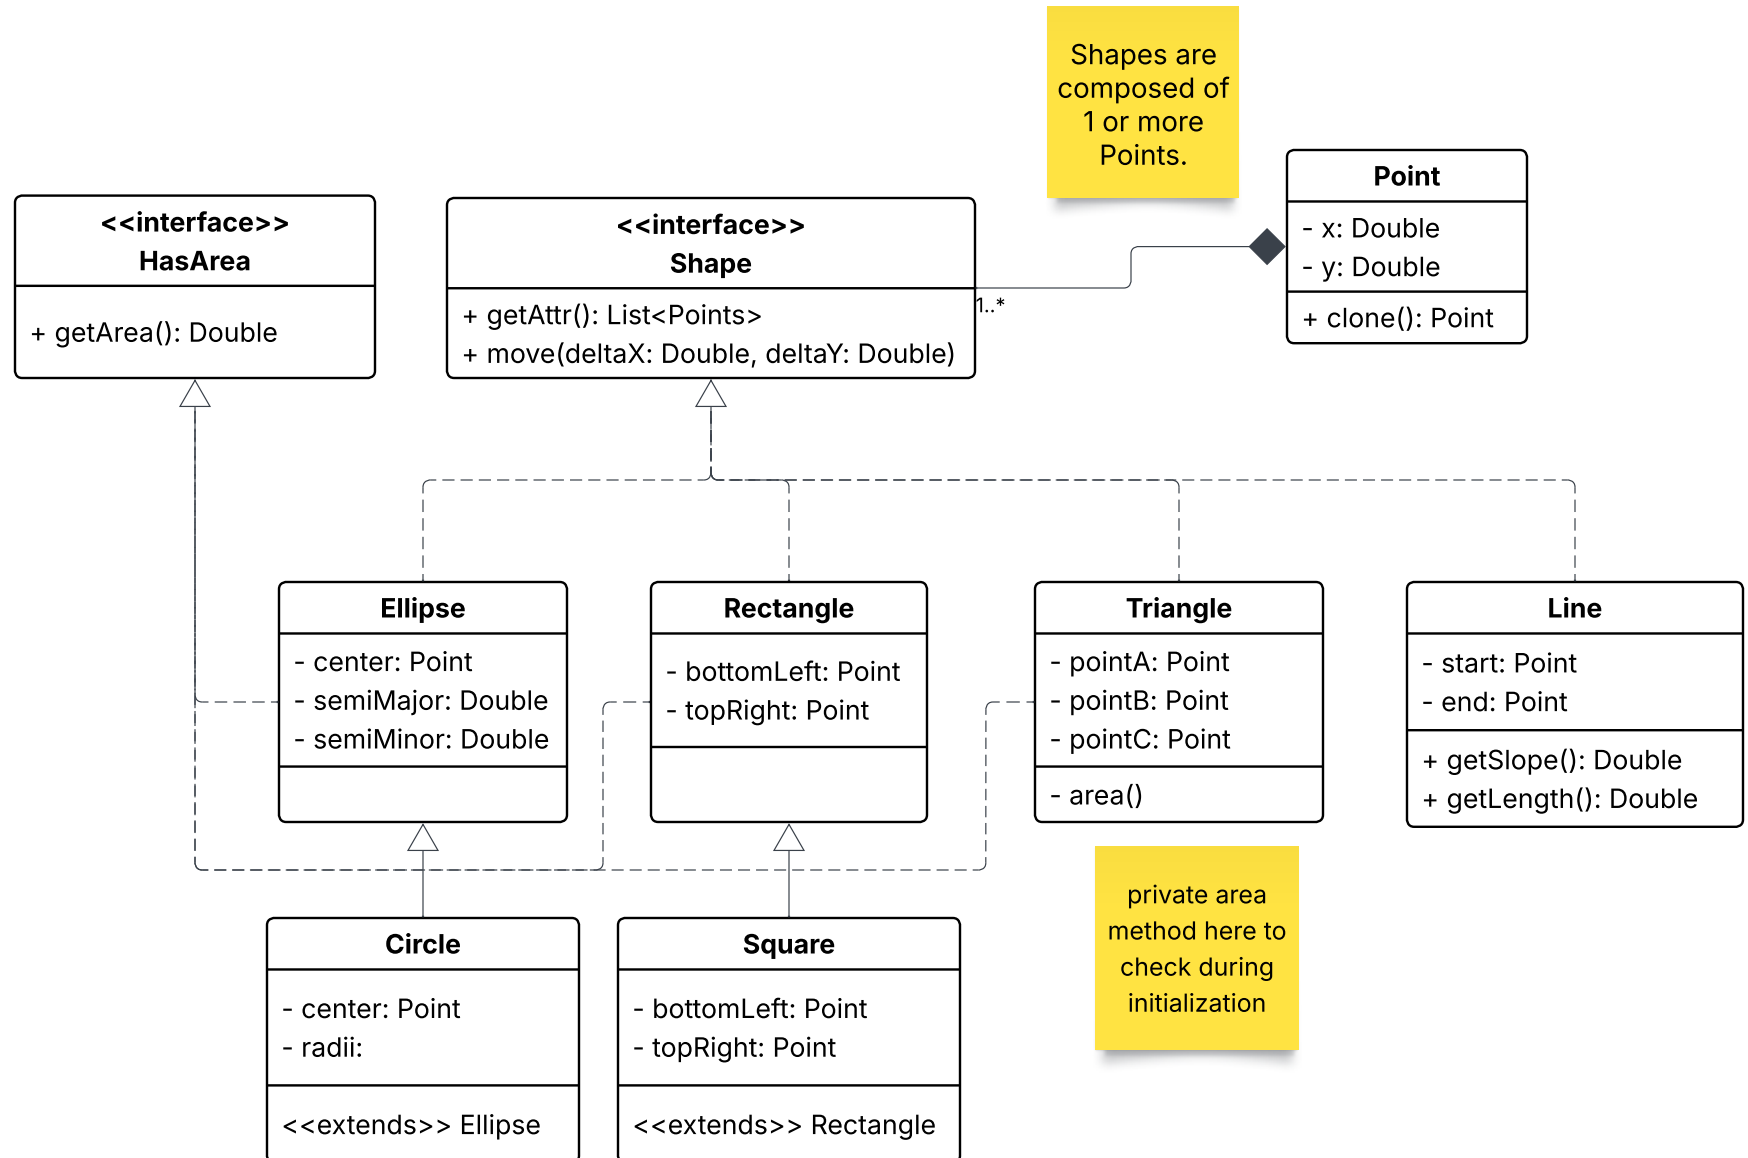 Shapes are
composed of
1 or more
Points.
Point
- x: Double
- y: Double
+ clone(): Point
<<interface>>
HasArea
+ getArea(): Double
<<interface>>
Shape
+ getAttr(): List<Points>
+ move(deltaX: Double, deltaY: Double)
1..*
Ellipse
- center: Point
- semiMajor: Double
- semiMinor: Double
Rectangle
- bottomLeft: Point
- topRight: Point
Triangle
- pointA: Point
- pointB: Point
- pointC: Point
- area()
Line
- start: Point
- end: Point
+ getSlope(): Double
+ getLength(): Double
private area
method here to
check during
initialization
Circle
- center: Point
- radii:
<<extends>> Ellipse
Square
- bottomLeft: Point
- topRight: Point
<<extends>> Rectangle